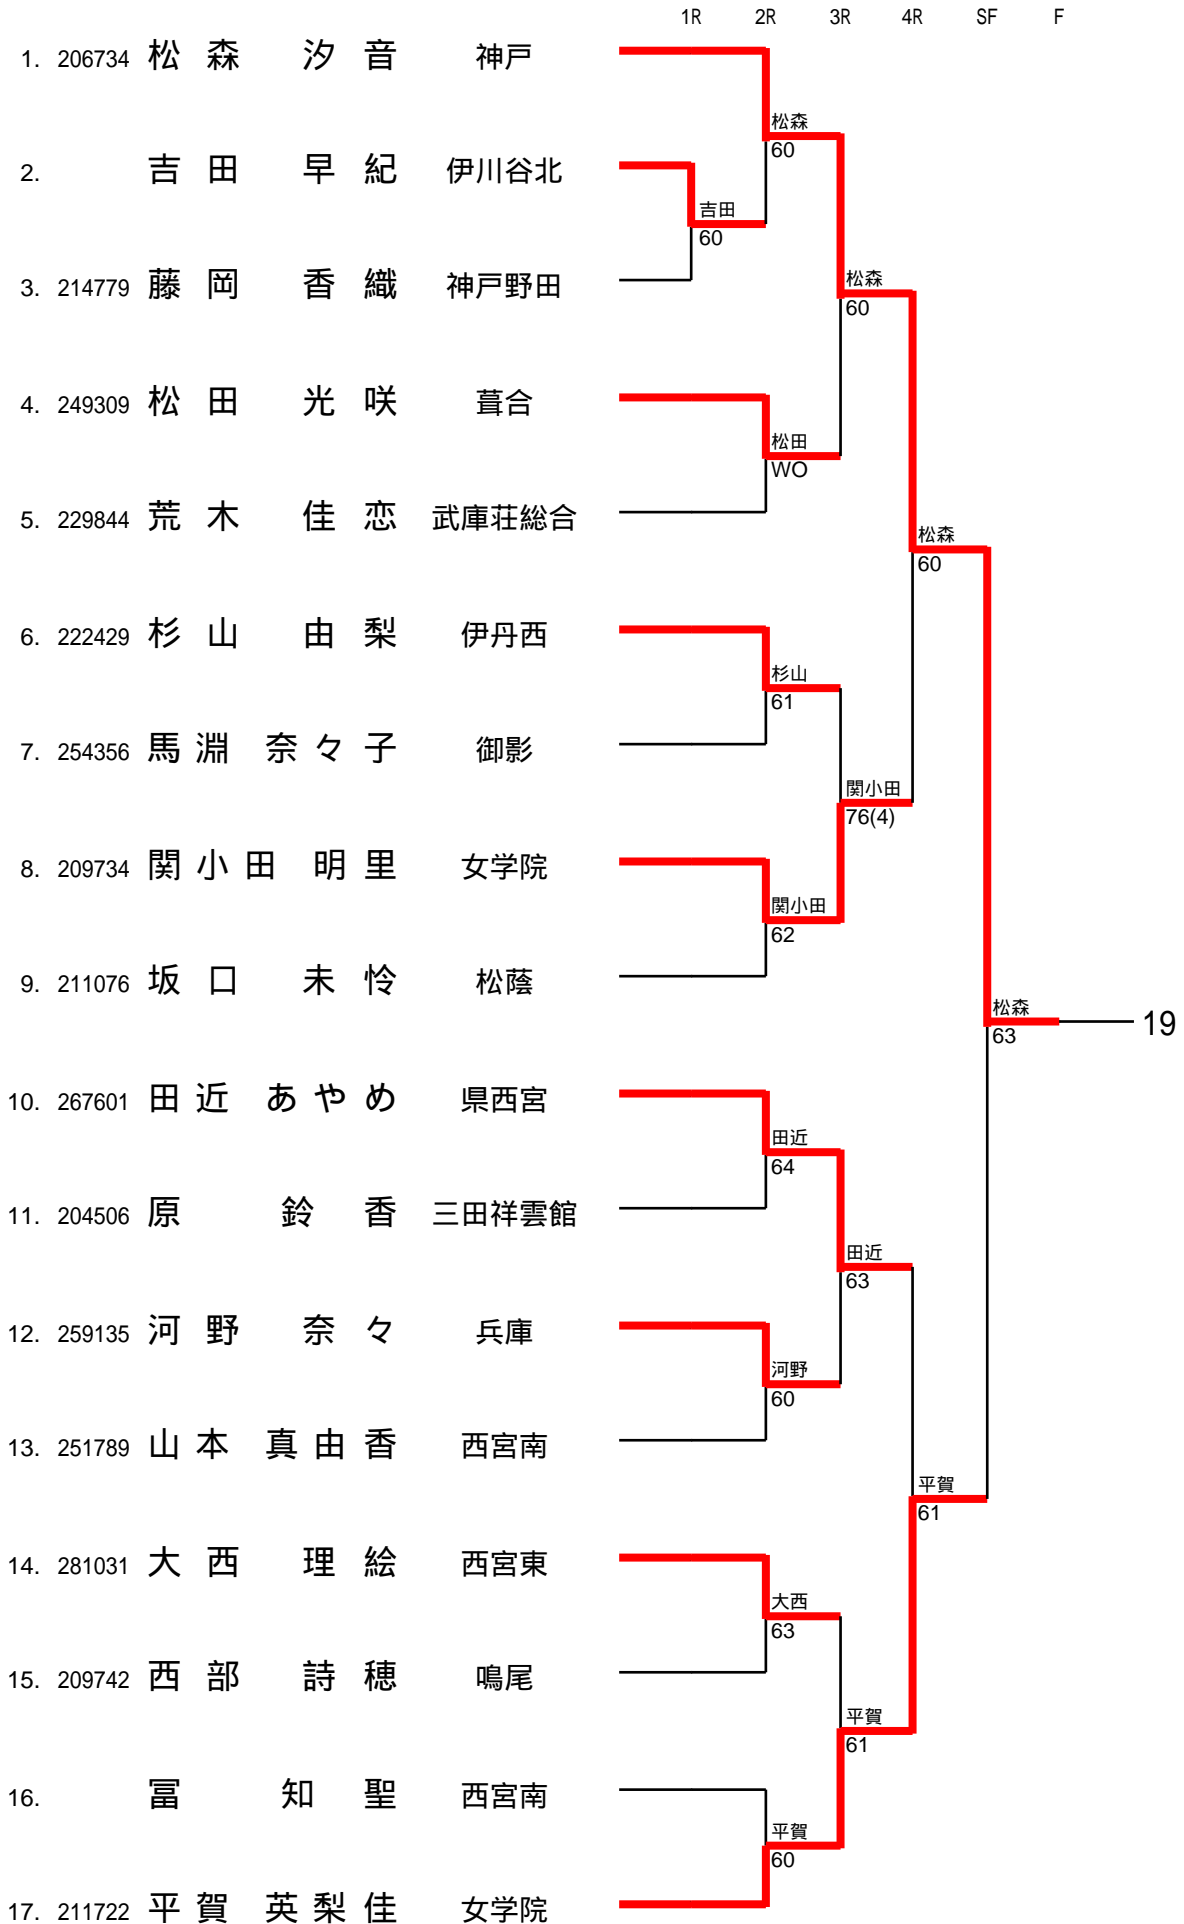 1R 2R 3R 4R SF F
1. 206734 松森 汐音 神戸
松森
60
2. 吉田 早紀 伊川谷北
吉田
60
3. 214779 藤岡 香織 神戸野田
松森
60
4. 249309 松田 光咲 葺合
松田
WO
5. 229844 荒木 佳恋 武庫荘総合
松森
60
6. 222429 杉山 由梨 伊丹西
杉山
61
7. 254356 馬淵 奈々子 御影
関小田
76(4)
8. 209734 関小田 明里 女学院
関小田
62
9. 211076 坂口 未怜 松蔭
松森
63
19
10. 267601 田近 あやめ 県西宮
田近
64
11. 204506 原 鈴香 三田祥雲館
田近
63
12. 259135 河野 奈々 兵庫
河野
60
13. 251789 山本 真由香 西宮南
平賀
61
14. 281031 大西 理絵 西宮東
大西
63
15. 209742 西部 詩穂 鳴尾
平賀
61
16. 冨 知聖 西宮南
平賀
60
17. 211722 平賀 英梨佳 女学院